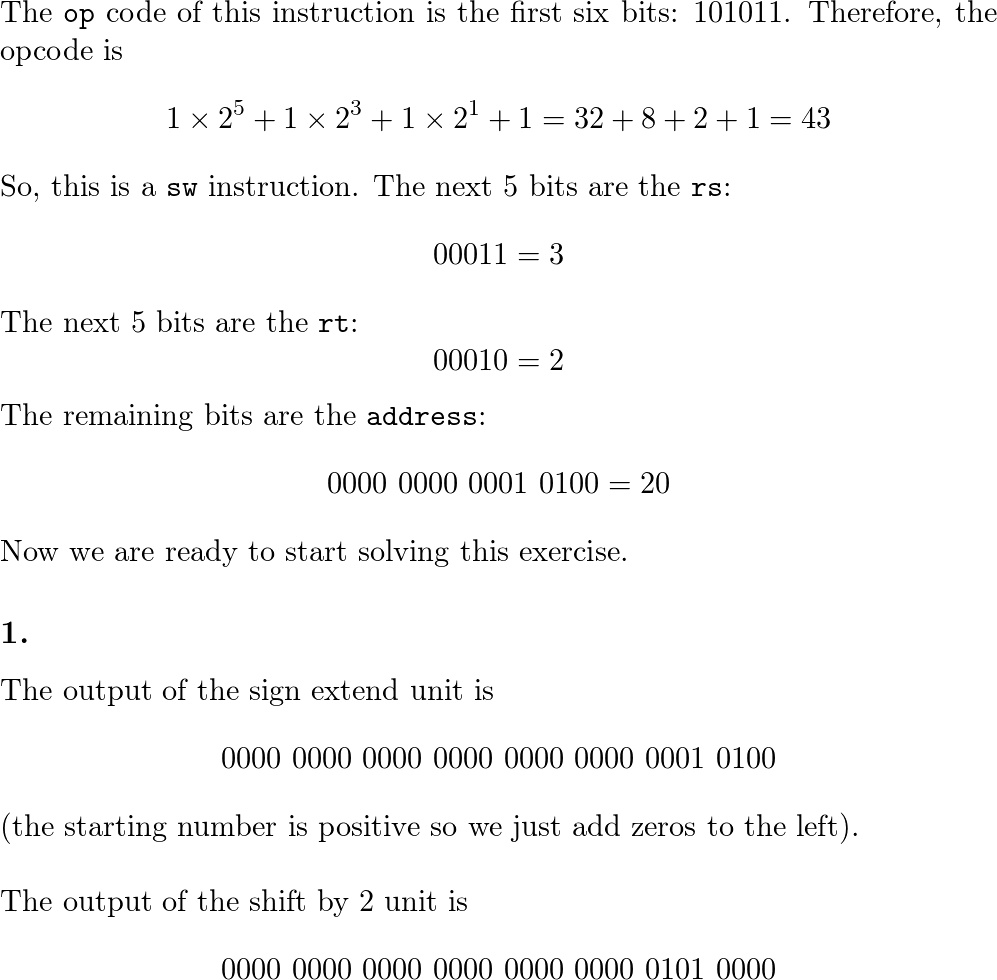 The op code of this instruction is the first six bits: 101011. Therefore, the
opcode is
1 × 2^5 + 1 × 2^3 + 1 × 2^1 + 1 = 32 + 8 + 2 + 1 = 43
So, this is a sw instruction. The next 5 bits are the rs:
00011 = 3
The next 5 bits are the rt:
00010 = 2
The remaining bits are the address:
0000 0000 0001 0100 = 20
Now we are ready to start solving this exercise.
1.
The output of the sign extend unit is
0000 0000 0000 0000 0000 0000 0001 0100
(the starting number is positive so we just add zeros to the left).
The output of the shift by 2 unit is
0000 0000 0000 0000 0000 0000 0101 0000